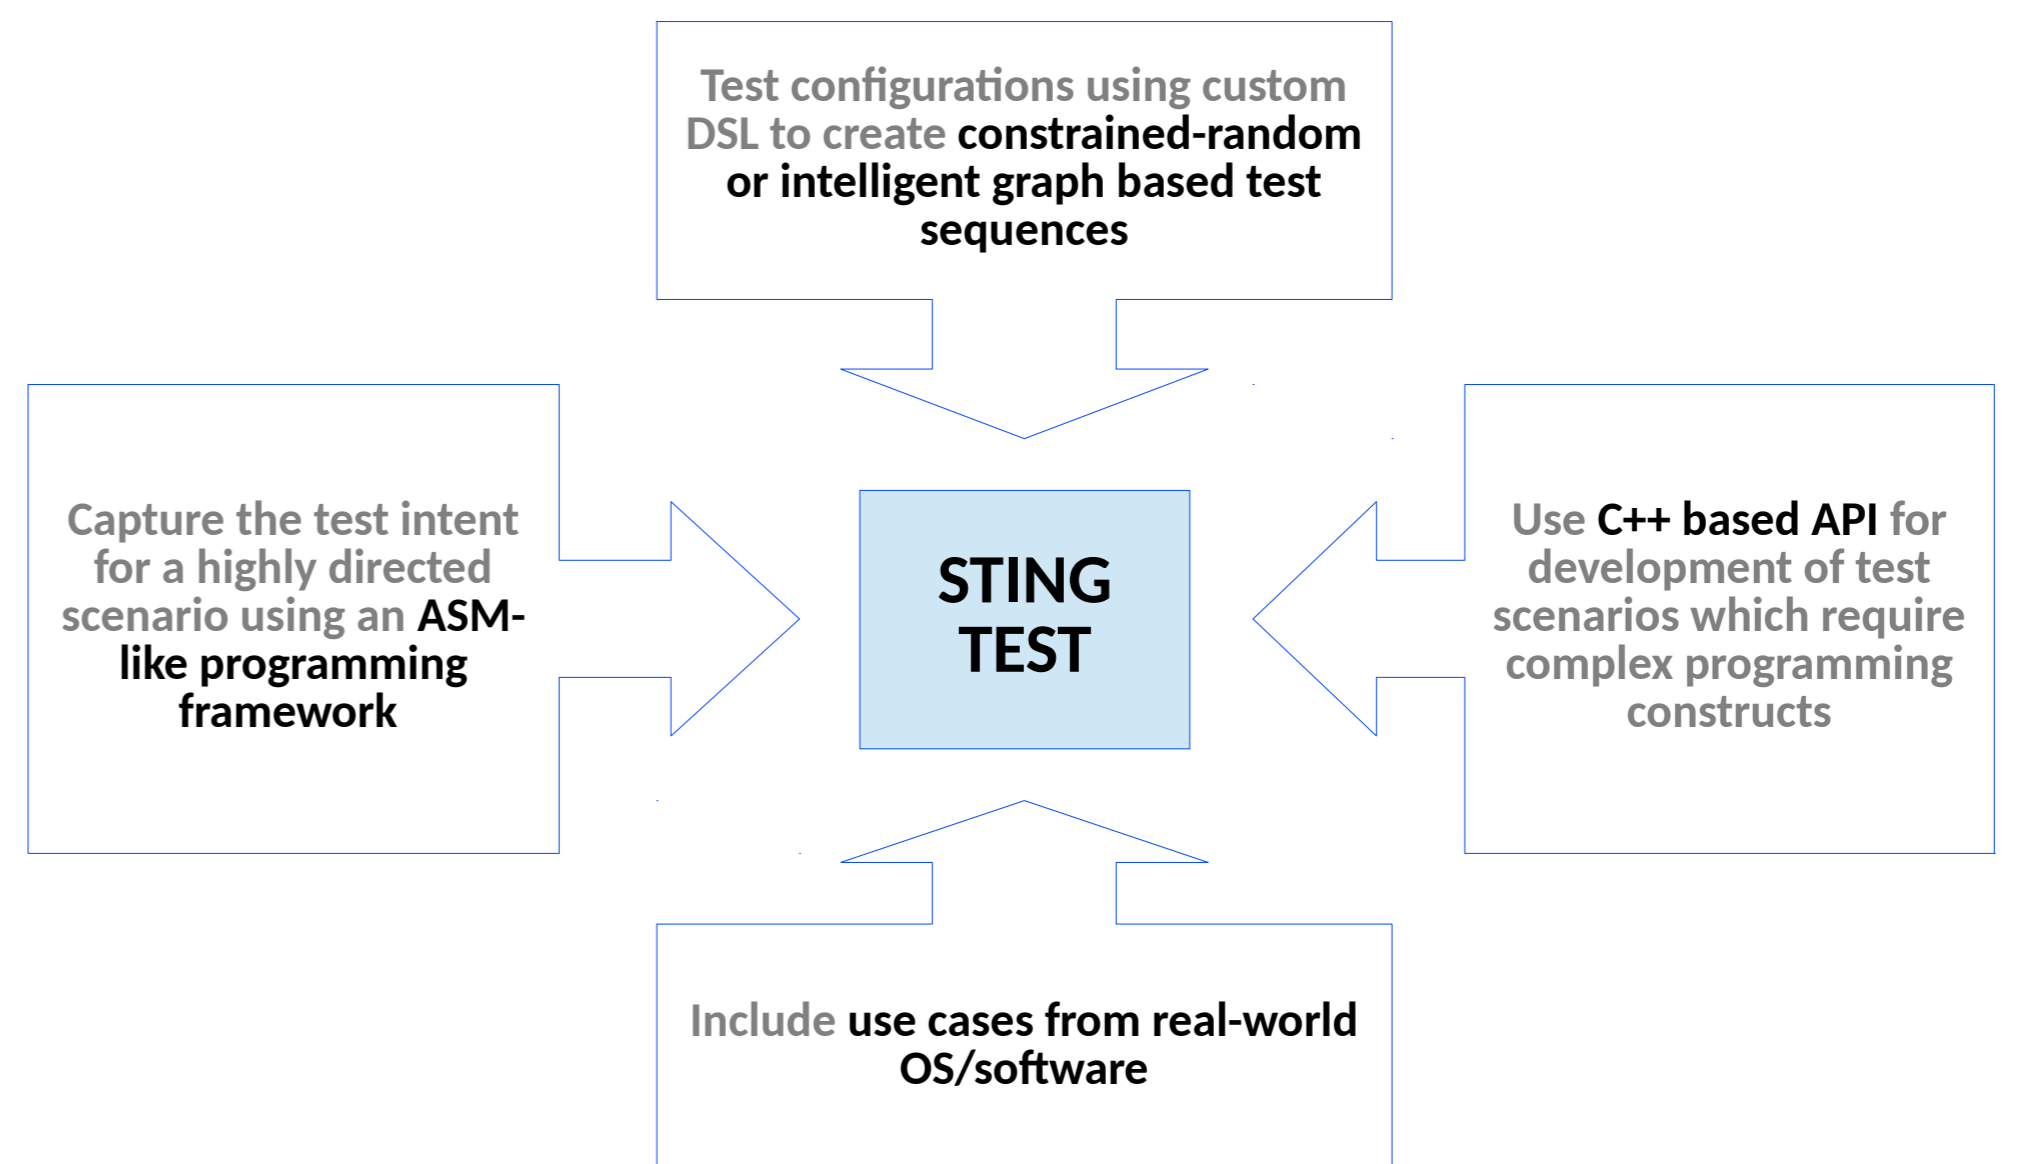 Test configurations using custom
DSL to create constrained-random
or intelligent graph based test
sequences
Capture the test intent
for a highly directed
scenario using an ASM-
like programming
framework
STING
TEST
Use C++ based API for
development of test
scenarios which require
complex programming
constructs
Include use cases from real-world
OS/software